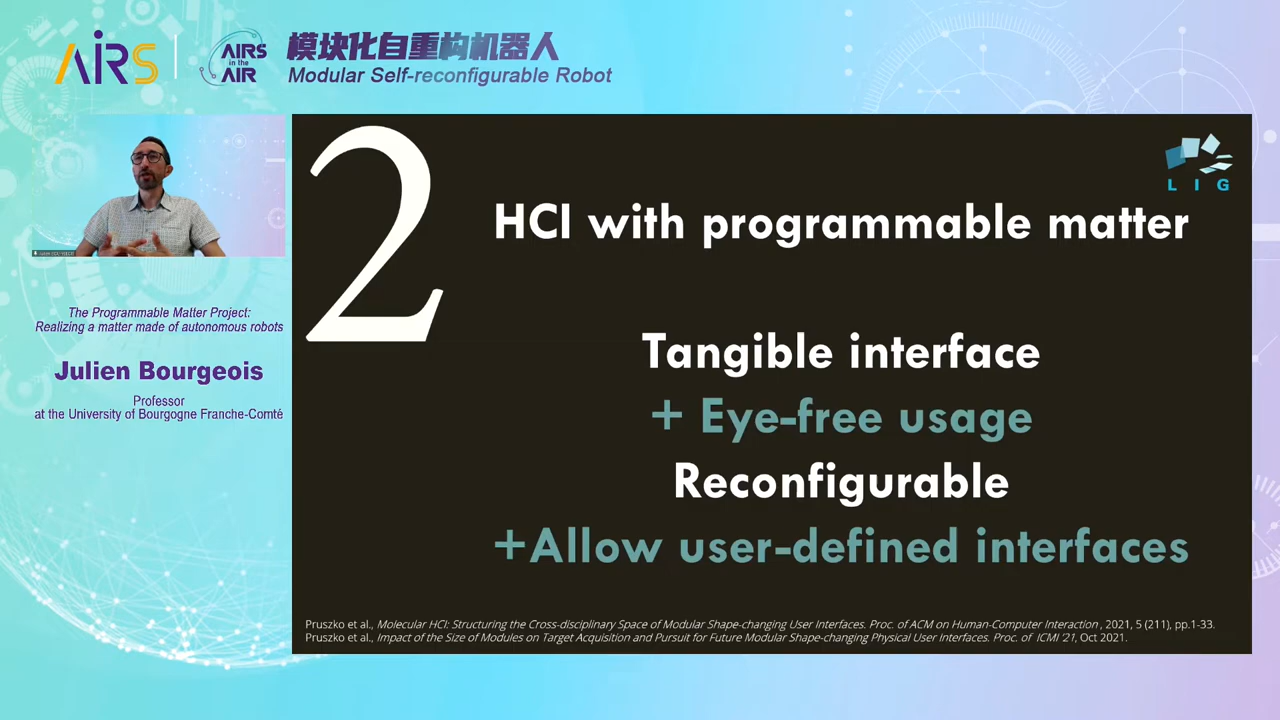 AIRS
AIRS
in the
AIR
模块化自重构机器人
Modular Self-reconfigurable Robot
The Programmable Matter Project:
Realizing a matter made of autonomous robots
Julien Bourgeois
Professor
at the University of Bourgogne Franche-Comté
2
LIG
HCI with programmable matter
Tangible interface
+ Eye-free usage
Reconfigurable
+Allow user-defined interfaces
Pruszko et al., Molecular HCI: Structuring the Cross-disciplinary Space of Modular Shape-changing User Interfaces. Proc. of ACM on Human-Computer Interaction , 2021, 5 (211), pp.1-33.
Pruszko et al., Impact of the Size of Modules on Target Acquisition and Pursuit for Future Modular Shape-changing Physical User Interfaces. Proc. of ICMI '21, Oct 2021.